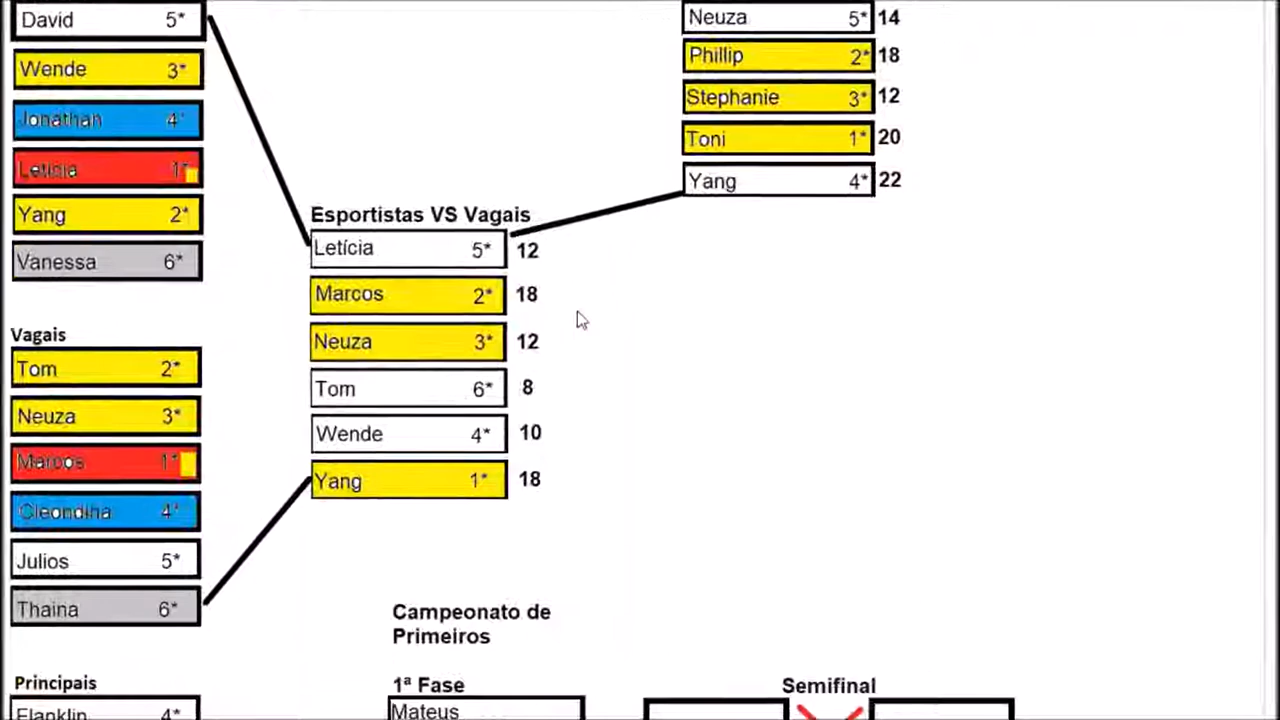 David 5*
Wende 3*
Jonathan 4*
Letícia 1*
Yang 2*
Vanessa 6*
Vagais
Tom 2*
Neuza 3*
Marcos 1*
Cleondina 4*
Julios 5*
Thaina 6*
Principais
Flanklin 4*
Esportistas VS Vagais
Letícia 5* 12
Marcos 2* 18
Neuza 3* 12
Tom 6* 8
Wende 4* 10
Yang 1* 18
Neuza 5* 14
Phillip 2* 18
Stephanie 3* 12
Toni 1* 20
Yang 4* 22
Campeonato de
Primeiros
1ª Fase
Mateus
Semifinal